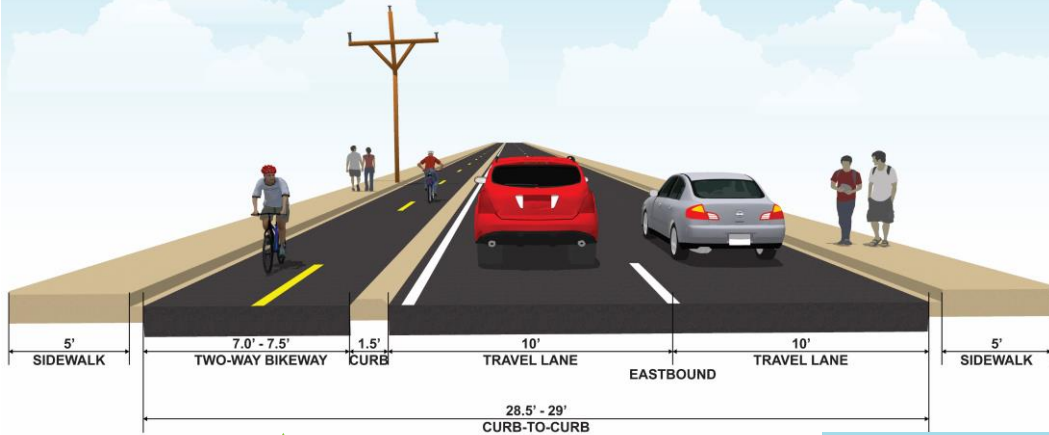 5' 7.0' - 7.5' 1.5' 10' 10' 5'
SIDEWALK TWO-WAY BIKEWAY CURB TRAVEL LANE TRAVEL LANE SIDEWALK
EASTBOUND
28.5' - 29'
CURB-TO-CURB